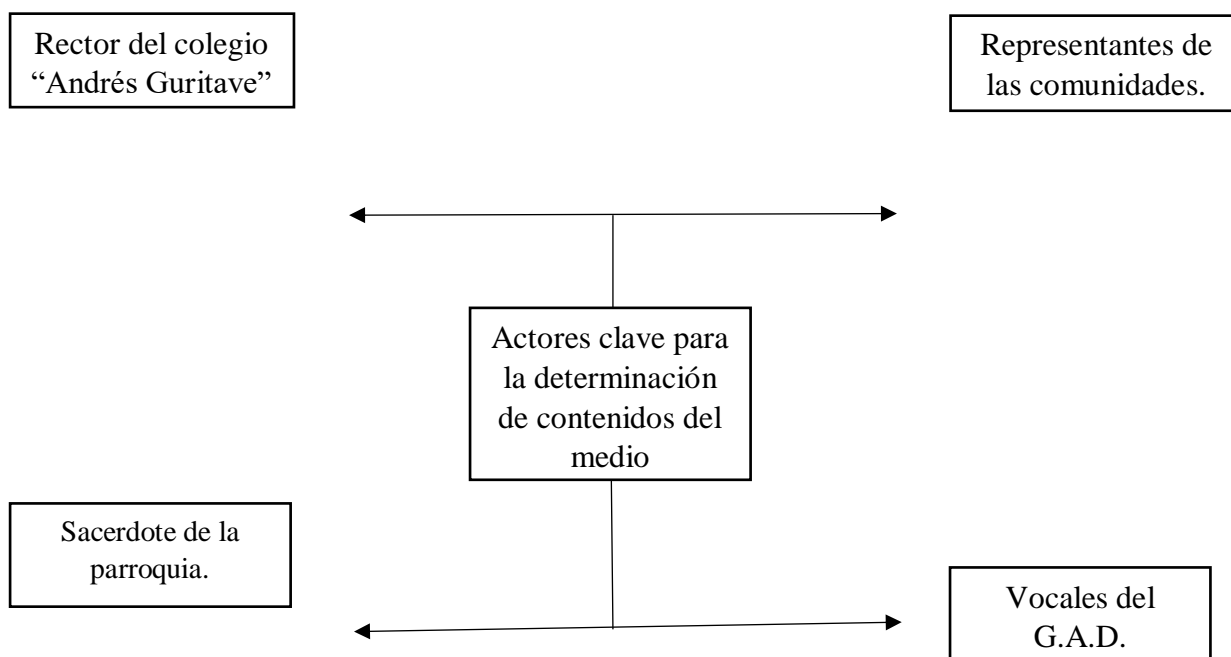 Rector del colegio
“Andrés Guritave”
Representantes de
las comunidades.
Actores clave para
la determinación
de contenidos del
medio
Sacerdote de la
parroquia.
Vocales del
G.A.D.